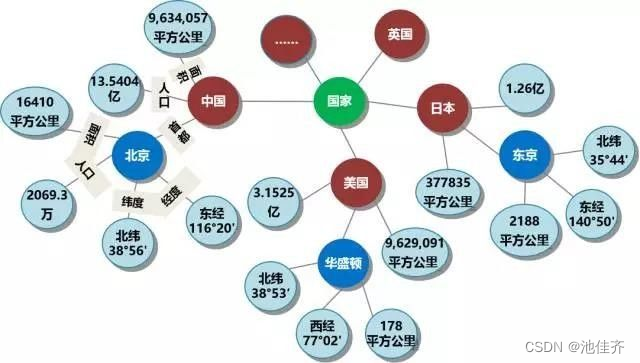 9,634,057
平方公里
......
英国
13.5404
亿
面积
人口
中国
国家
日本
1.26亿
16410
平方公里
首都
面积
北京
人口
东京
北纬
35°44'
2069.3
万
纬度
经度
北纬
38°56'
东经
116°20'
3.1525
亿
美国
377835
平方公里
2188
平方公里
东经
140°50'
华盛顿
9,629,091
平方公里
北纬
38°53'
西经
77°02'
178
平方公里
CSDN @池佳齐